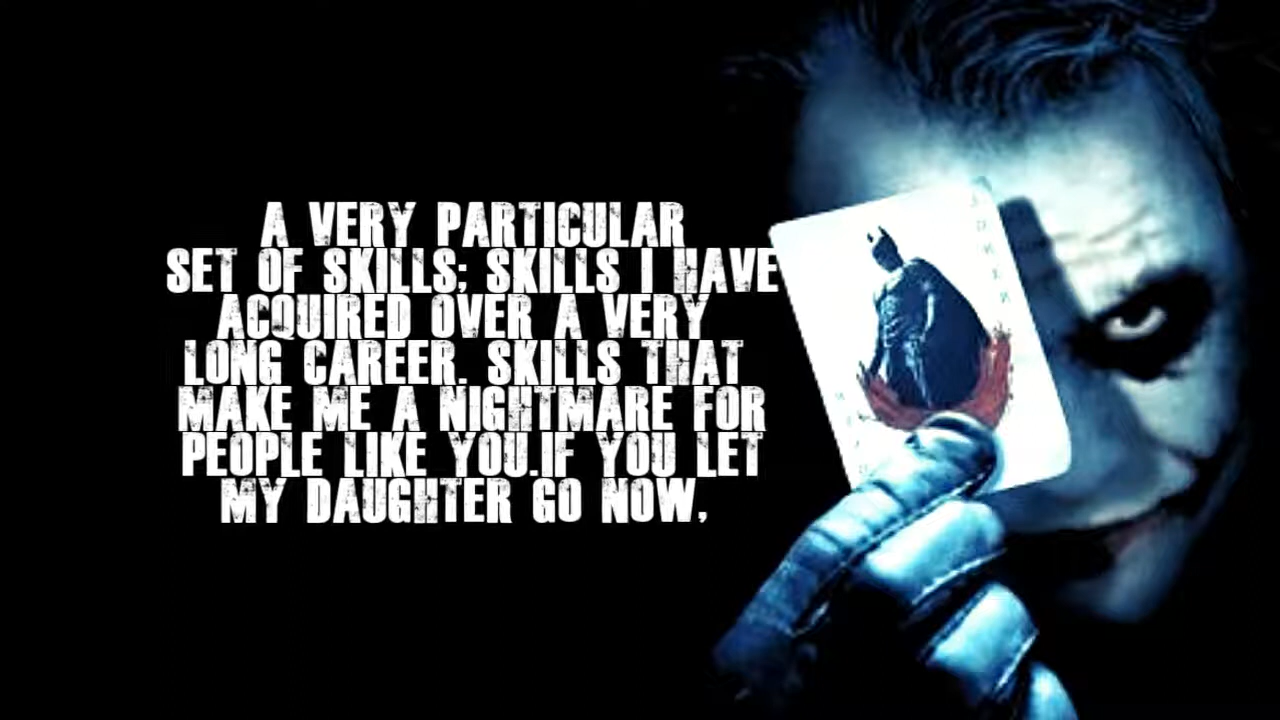 A VERY PARTICULAR
SET OF SKILLS; SKILLS I HAVE
ACQUIRED OVER A VERY
LONG CAREER. SKILLS THAT
MAKE ME A NIGHTMARE FOR
PEOPLE LIKE YOU.IF YOU LET
MY DAUGHTER GO NOW,
JOKER